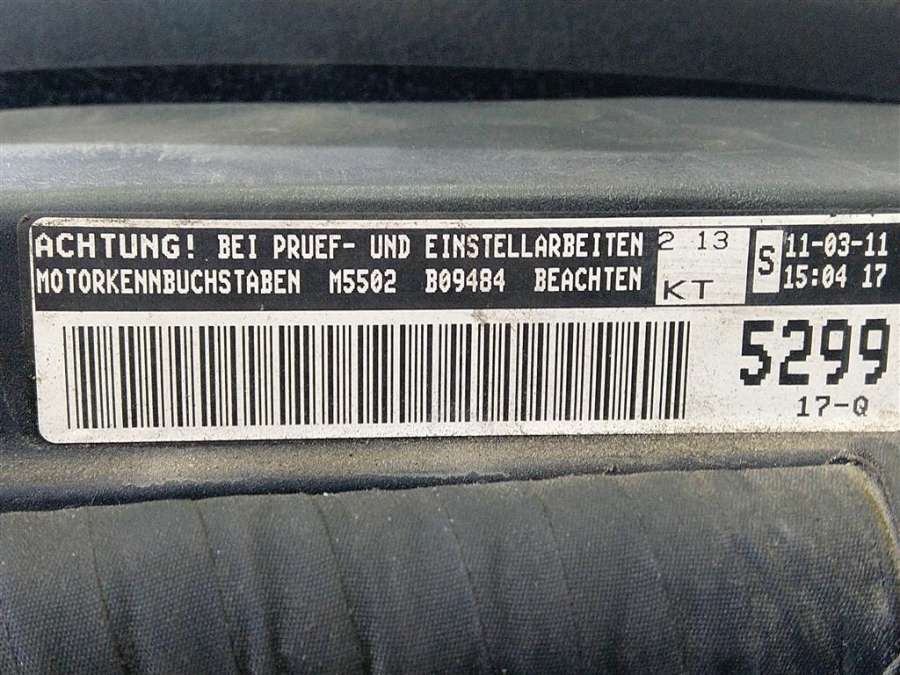 ACHTUNG! BEI PRUEF- UND EINSTELLARBEITEN
MOTORKENNBUCHSTABEN M5502 B09484 BEACHTEN
2 13
KT
S
11-03-11
15:04 17
5299
17-Q